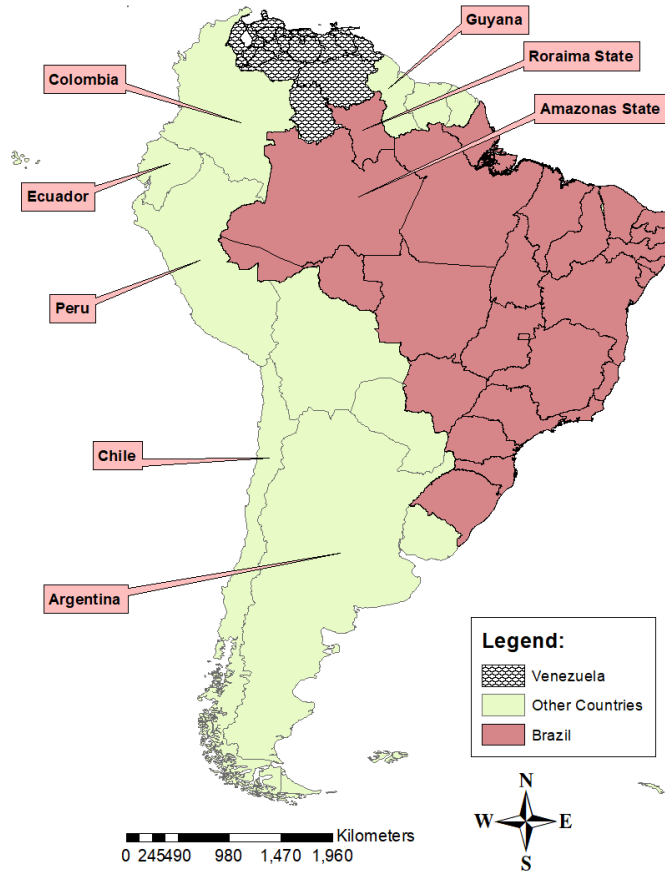 Guyana
Roraima State
Colombia
Amazonas State
Ecuador
Peru
Chile
Argentina
Legend:
Venezuela
Other Countries
Brazil
N
W E
S
Kilometers
0 245490 980 1,470 1,960